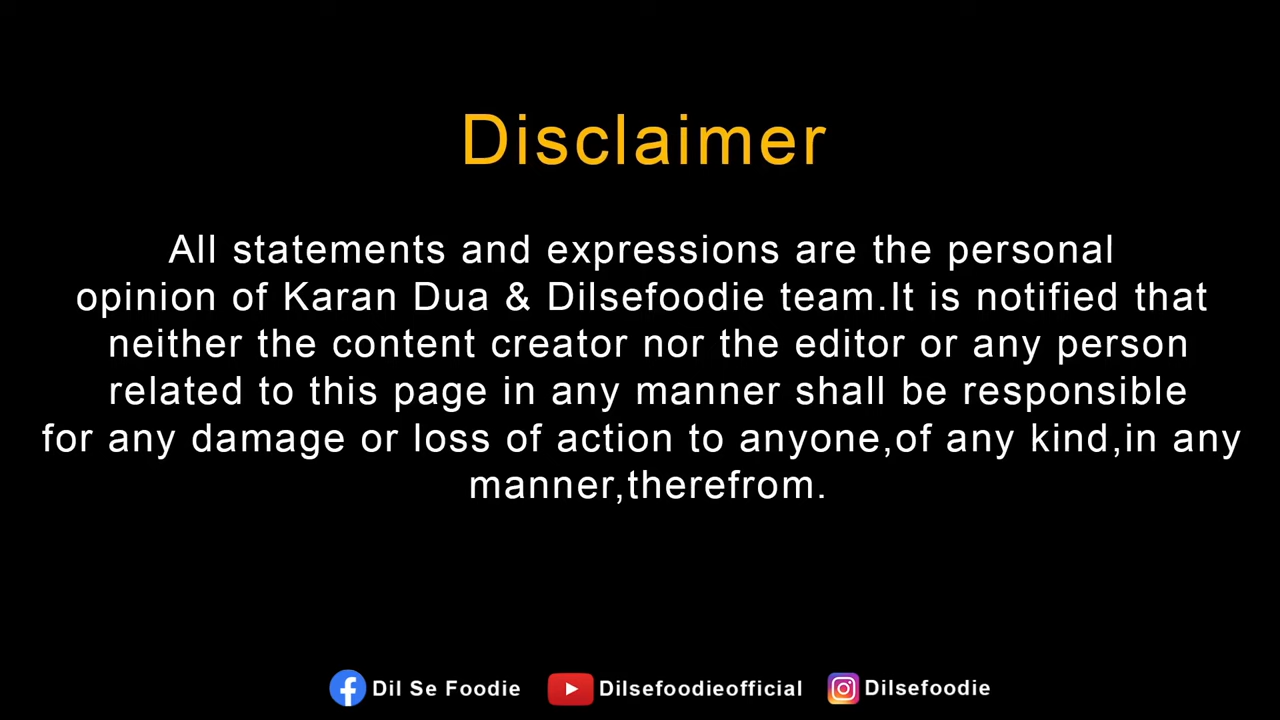 Disclaimer
All statements and expressions are the personal
opinion of Karan Dua & Dilsefoodie team.It is notified that
neither the content creator nor the editor or any person
related to this page in any manner shall be responsible
for any damage or loss of action to anyone,of any kind,in any
manner,therefrom.
Dil Se Foodie Dilsefoodieofficial Dilsefoodie